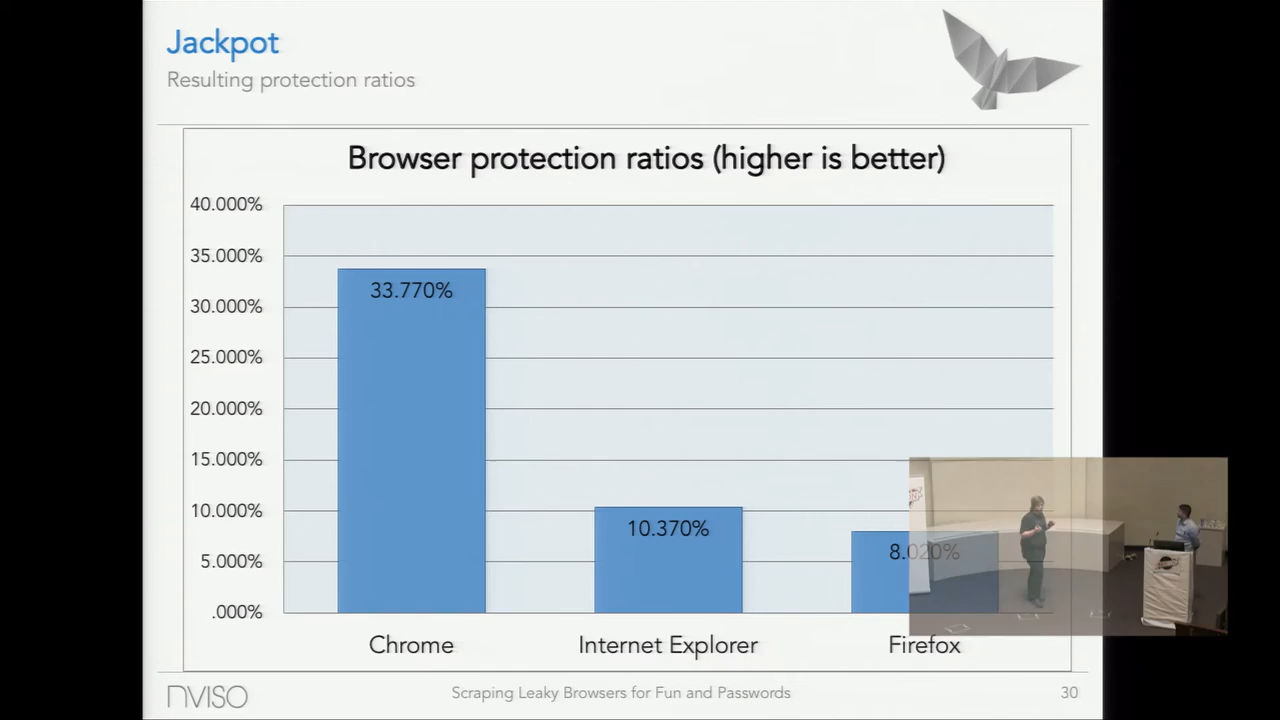 Jackpot
Resulting protection ratios
Browser protection ratios (higher is better)
40.000%
35.000%
33.770%
30.000%
25.000%
20.000%
15.000%
10.000%
10.370%
8.020%
5.000%
.000%
Chrome
Internet Explorer
Firefox
NVISO
Scraping Leaky Browsers for Fun and Passwords
30